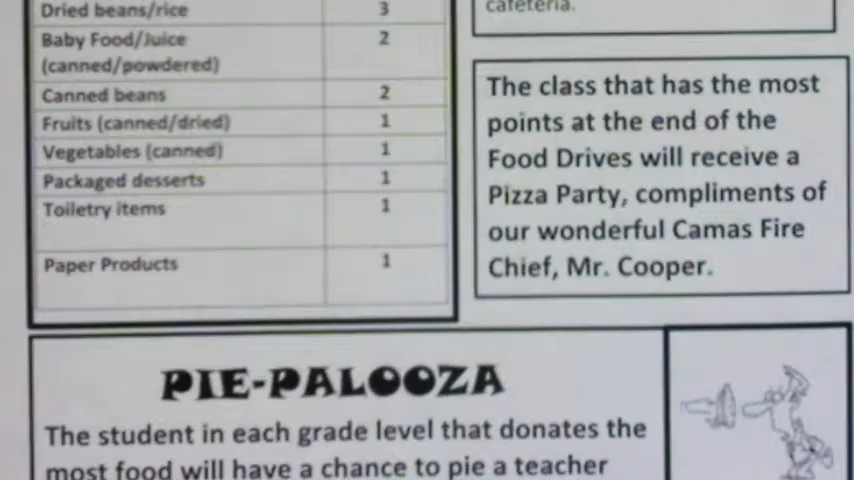 Dried beans/rice 3
Baby Food/Juice 2
(canned/powdered)
Canned beans 2
Fruits (canned/dried) 1
Vegetables (canned) 1
Packaged desserts 1
Toiletry items 1
Paper Products 1
cafeteria.
The class that has the most
points at the end of the
Food Drives will receive a
Pizza Party, compliments of
our wonderful Camas Fire
Chief, Mr. Cooper.
PIE-PALOOZA
The student in each grade level that donates the
most food will have a chance to pie a teacher